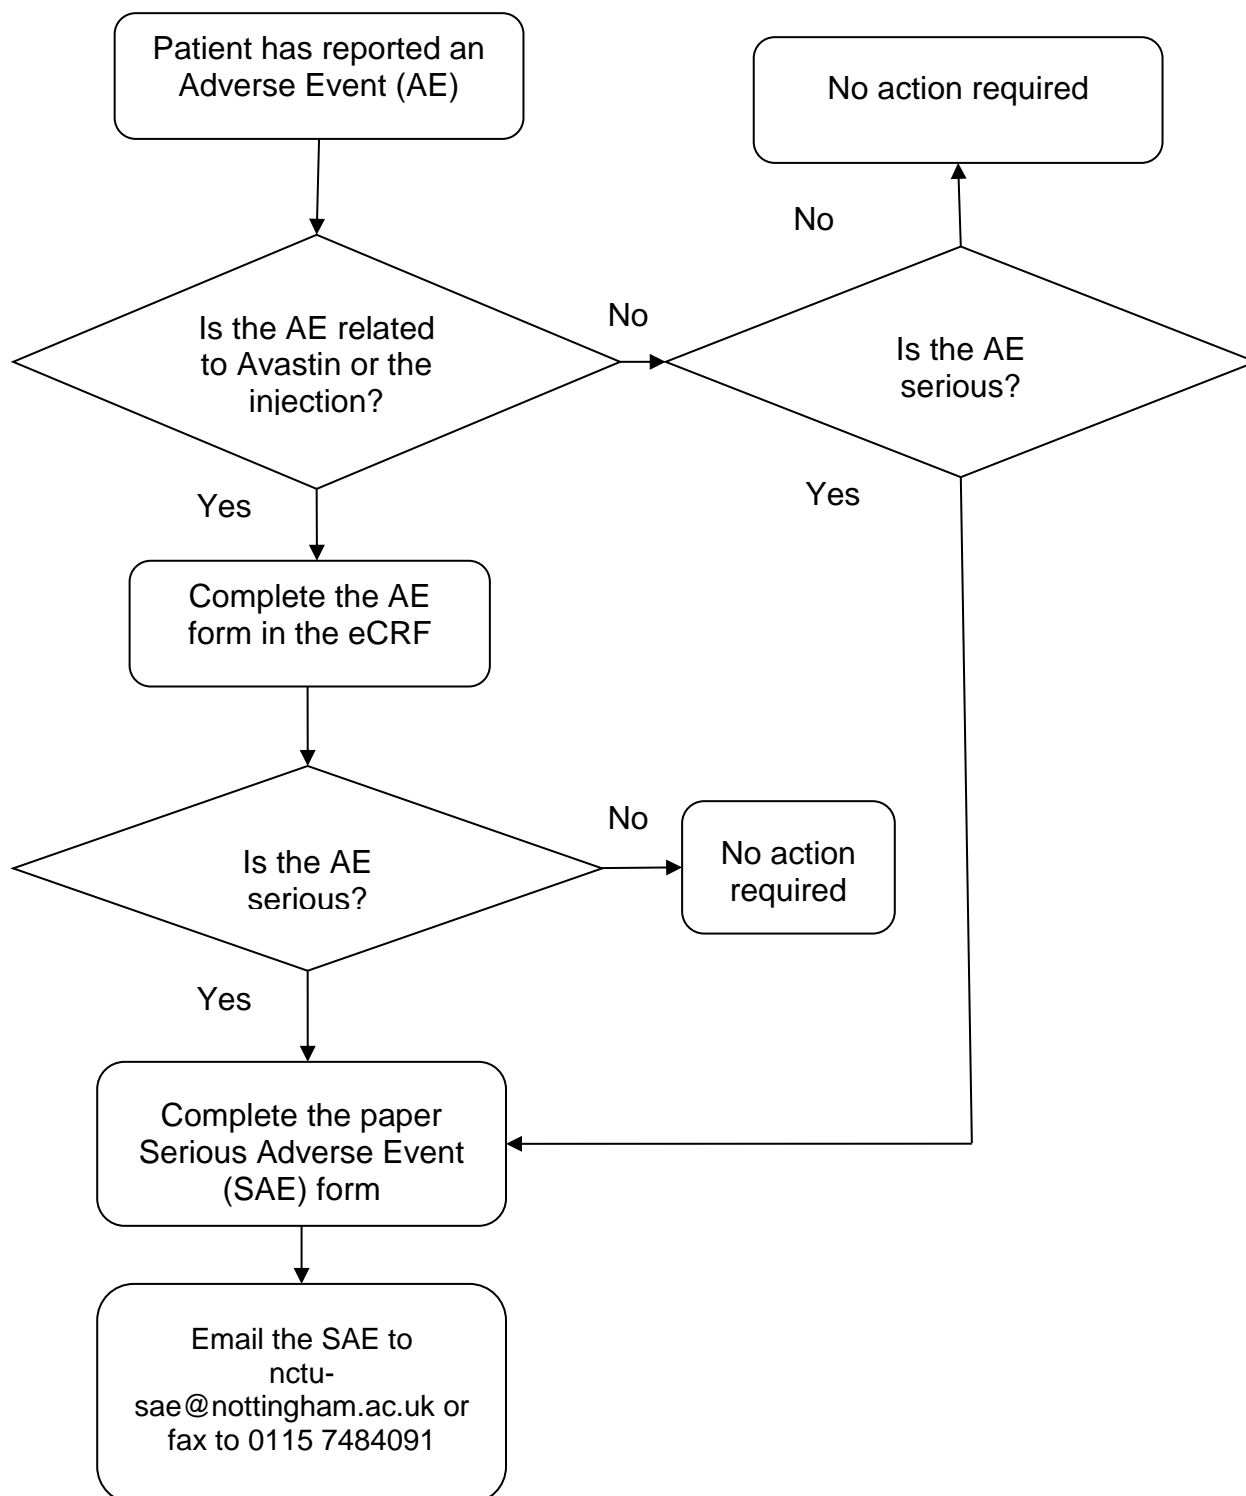 Patient has reported an
Adverse Event (AE)
No action required
No
Is the AE related
to Avastin or the
injection?
No
Is the AE
serious?
Yes
Yes
Complete the AE
form in the eCRF
Is the AE
serious?
No
No action
required
Yes
Complete the paper
Serious Adverse Event
(SAE) form
Email the SAE to
nctu-
sae@nottingham.ac.uk or
fax to 0115 7484091